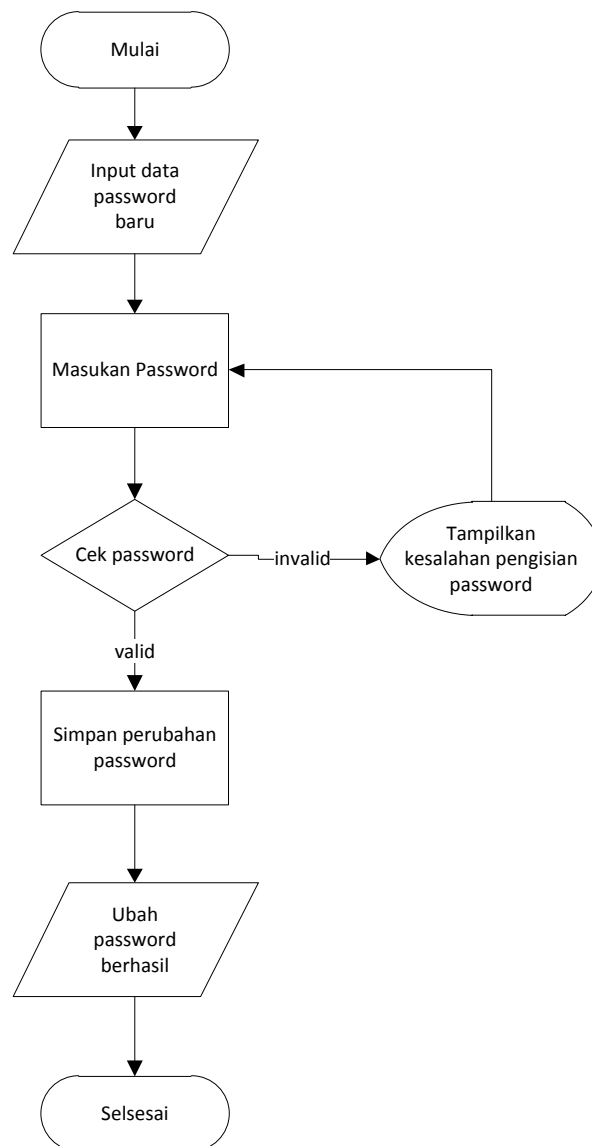 Mulai
Input data
password
baru
Masukan Password
Cek password
invalid
Tampilkan
kesalahan pengisian
password
valid
Simpan perubahan
password
Ubah
password
berhasil
Selsesai